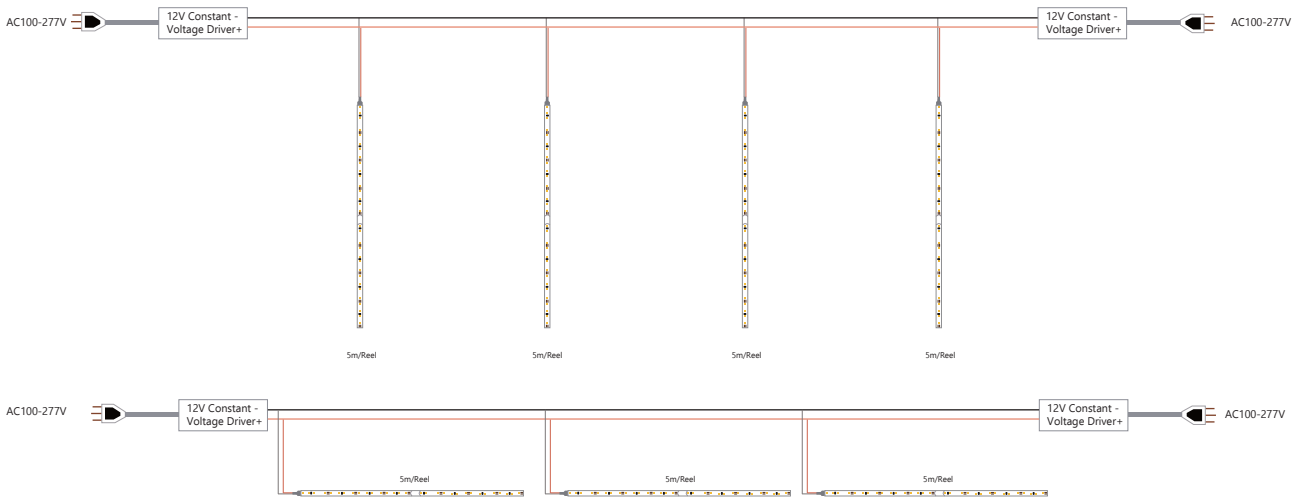 AC100-277V
12V Constant -
Voltage Driver+
12V Constant -
Voltage Driver+
AC100-277V
5m/Reel
5m/Reel
5m/Reel
5m/Reel
AC100-277V
12V Constant -
Voltage Driver+
12V Constant -
Voltage Driver+
AC100-277V
5m/Reel
5m/Reel
5m/Reel